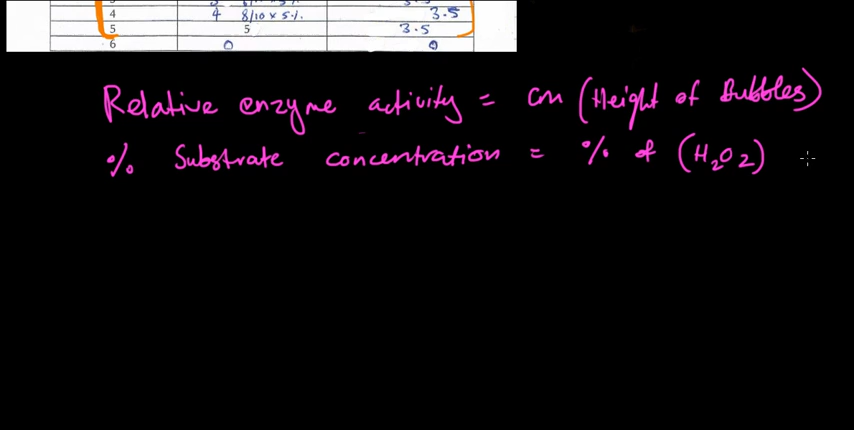 4 4 8/10 x 5%. 3.5
5 5 3.5
6 0 0
Relative enzyme activity = cm (Height of Bubbles)
% Substrate concentration = % of (H₂O2)